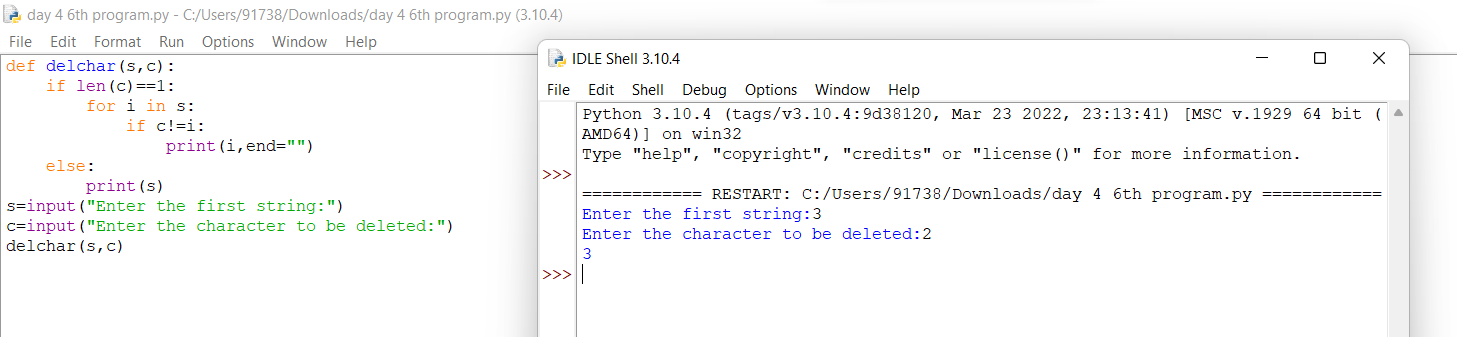 day 4 6th program.py - C:/Users/91738/Downloads/day 4 6th program.py (3.10.4)
File Edit Format Run Options Window Help
def delchar(s,c):
    if len(c)==1:
        for i in s:
            if c!=i:
                print(i,end="")
    else:
        print(s)
s=input("Enter the first string:")
c=input("Enter the character to be deleted:")
delchar(s,c)
IDLE Shell 3.10.4
File Edit Shell Debug Options Window Help
Python 3.10.4 (tags/v3.10.4:9d38120, Mar 23 2022, 23:13:41) [MSC v.1929 64 bit (
AMD64)] on win32
Type "help", "copyright", "credits" or "license()" for more information.
>>>
============ RESTART: C:/Users/91738/Downloads/day 4 6th program.py ============
Enter the first string:3
Enter the character to be deleted:2
3
>>>